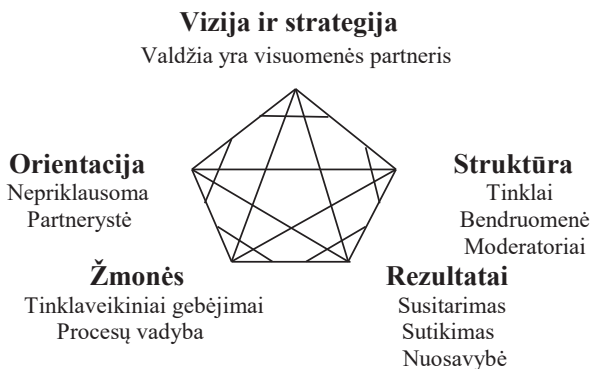 Vizija ir strategija
Valdžia yra visuomenės partneris
Orientacija
Nepriklausoma
Partnerystė
Struktūra
Tinklai
Bendruomenė
Moderatoriai
Žmonės
Tinklaveikiniai gebėjimai
Procesų vadyba
Rezultatai
Susitarimas
Sutikimas
Nuosavybė